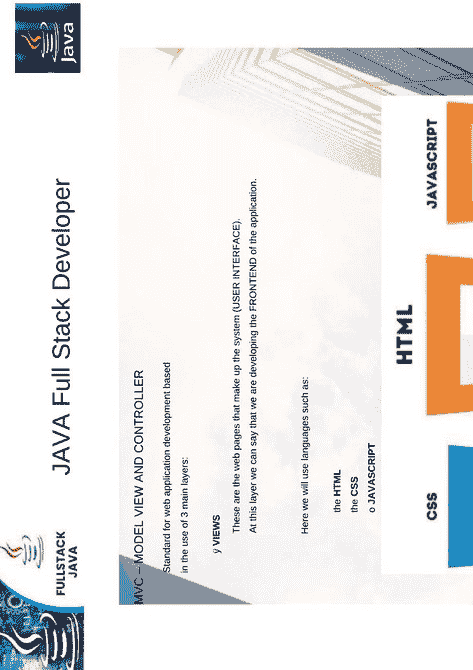 FULLSTACK
JAVA
JAVA Full Stack Developer
Java
MVC – MODEL VIEW AND CONTROLLER
Standard for web application development based
in the use of 3 main layers:
y VIEWS
These are the web pages that make up the system (USER INTERFACE).
At this layer we can say that we are developing the FRONTEND of the application.
Here we will use languages such as:
the HTML
the CSS
o JAVASCRIPT
CSS
HTML
JAVASCRIPT